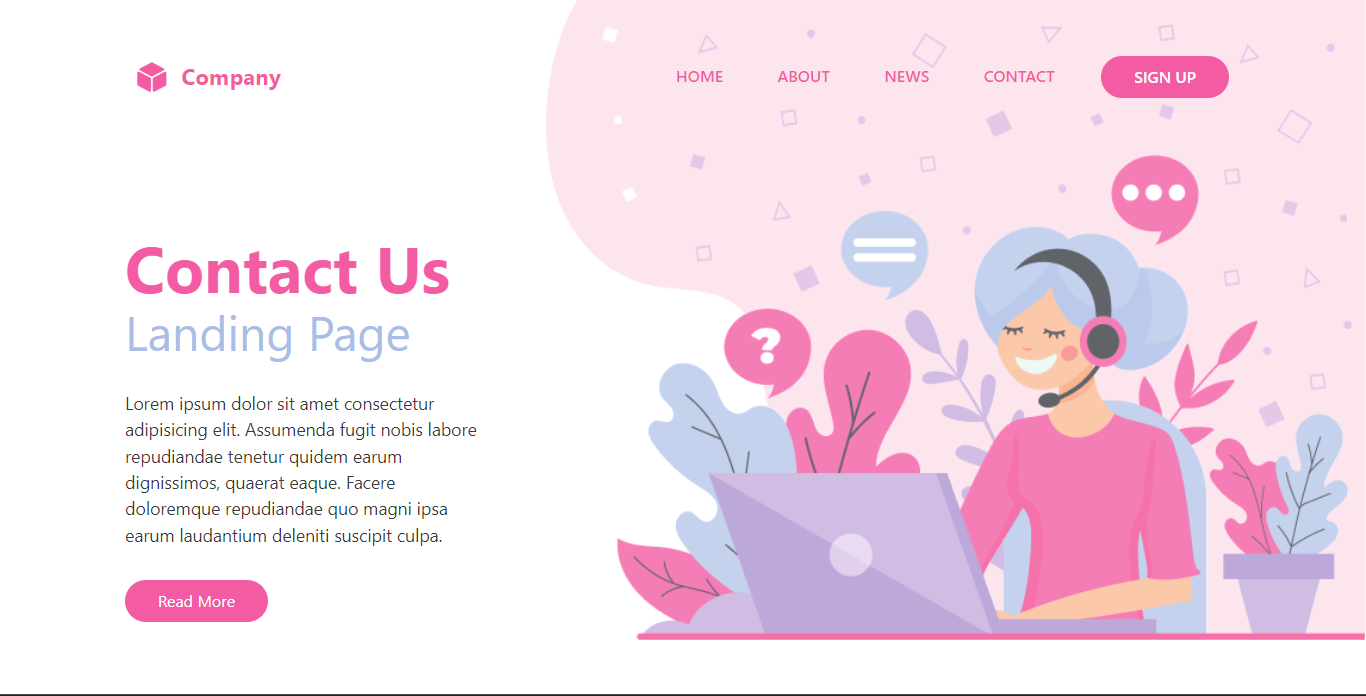 Company
HOME ABOUT NEWS CONTACT SIGN UP
Contact Us
Landing Page
Lorem ipsum dolor sit amet consectetur
adipisicing elit. Assumenda fugit nobis labore
repudiandae tenetur quidem earum
dignissimos, quaerat eaque. Facere
doloremque repudiandae quo magni ipsa
earum laudantium deleniti suscipit culpa.
Read More
?